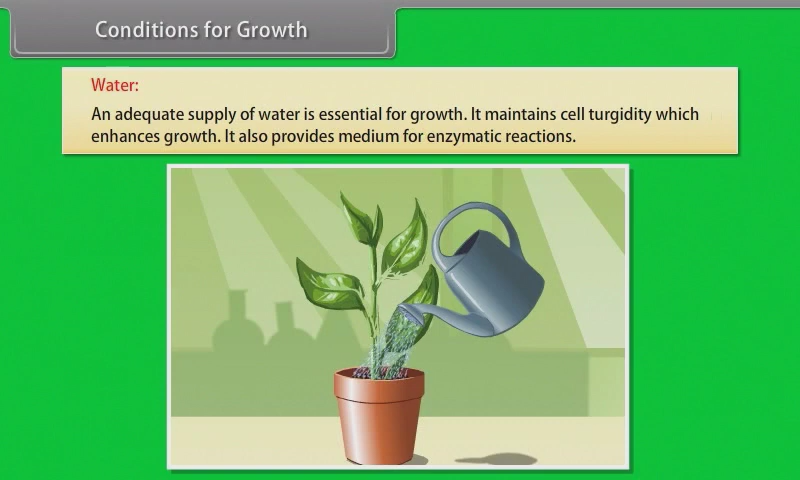 Conditions for Growth
Water:
An adequate supply of water is essential for growth. It maintains cell turgidity which
enhances growth. It also provides medium for enzymatic reactions.